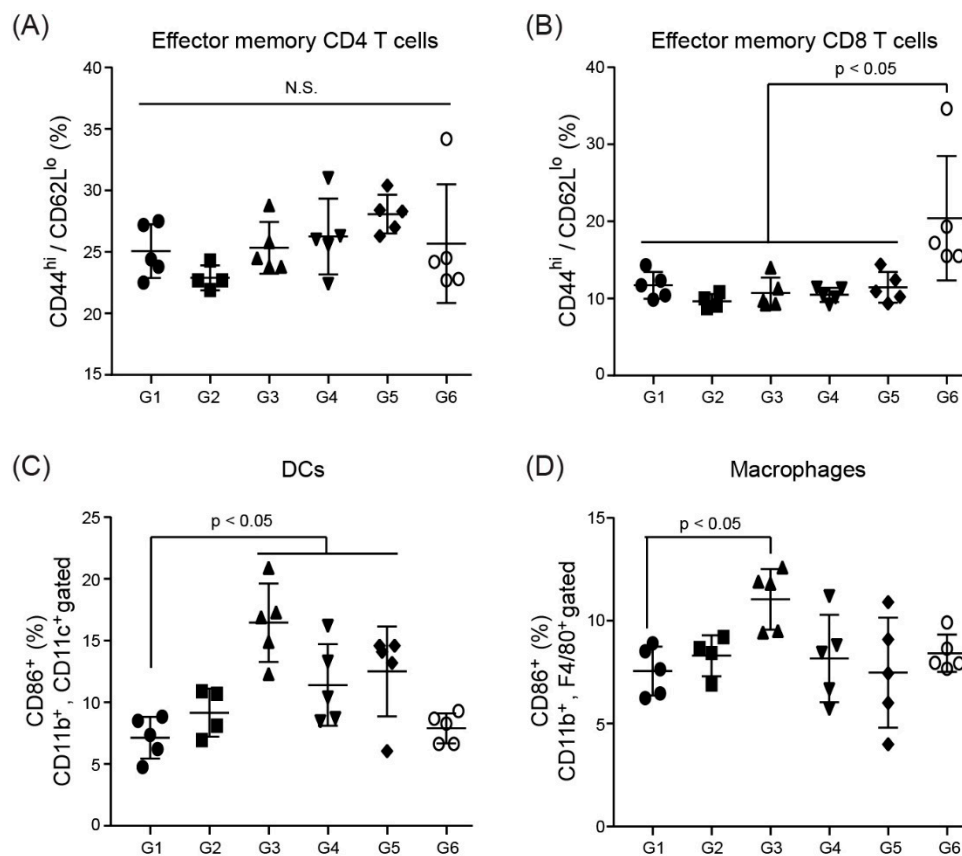 (A)
Effector memory CD4 T cells
CD44hi / CD62Llo (%)
40
35
30
25
20
15
N.S.
G1 G2 G3 G4 G5 G6
(B)
Effector memory CD8 T cells
CD44hi / CD62Llo (%)
40
30
20
10
0
p < 0.05
G1 G2 G3 G4 G5 G6
(C)
DCs
CD86+ (%)
CD11b+, CD11c+ gated
25
20
15
10
5
0
p < 0.05
G1 G2 G3 G4 G5 G6
(D)
Macrophages
CD86+ (%)
CD11b+, F4/80+ gated
15
10
5
0
p < 0.05
G1 G2 G3 G4 G5 G6